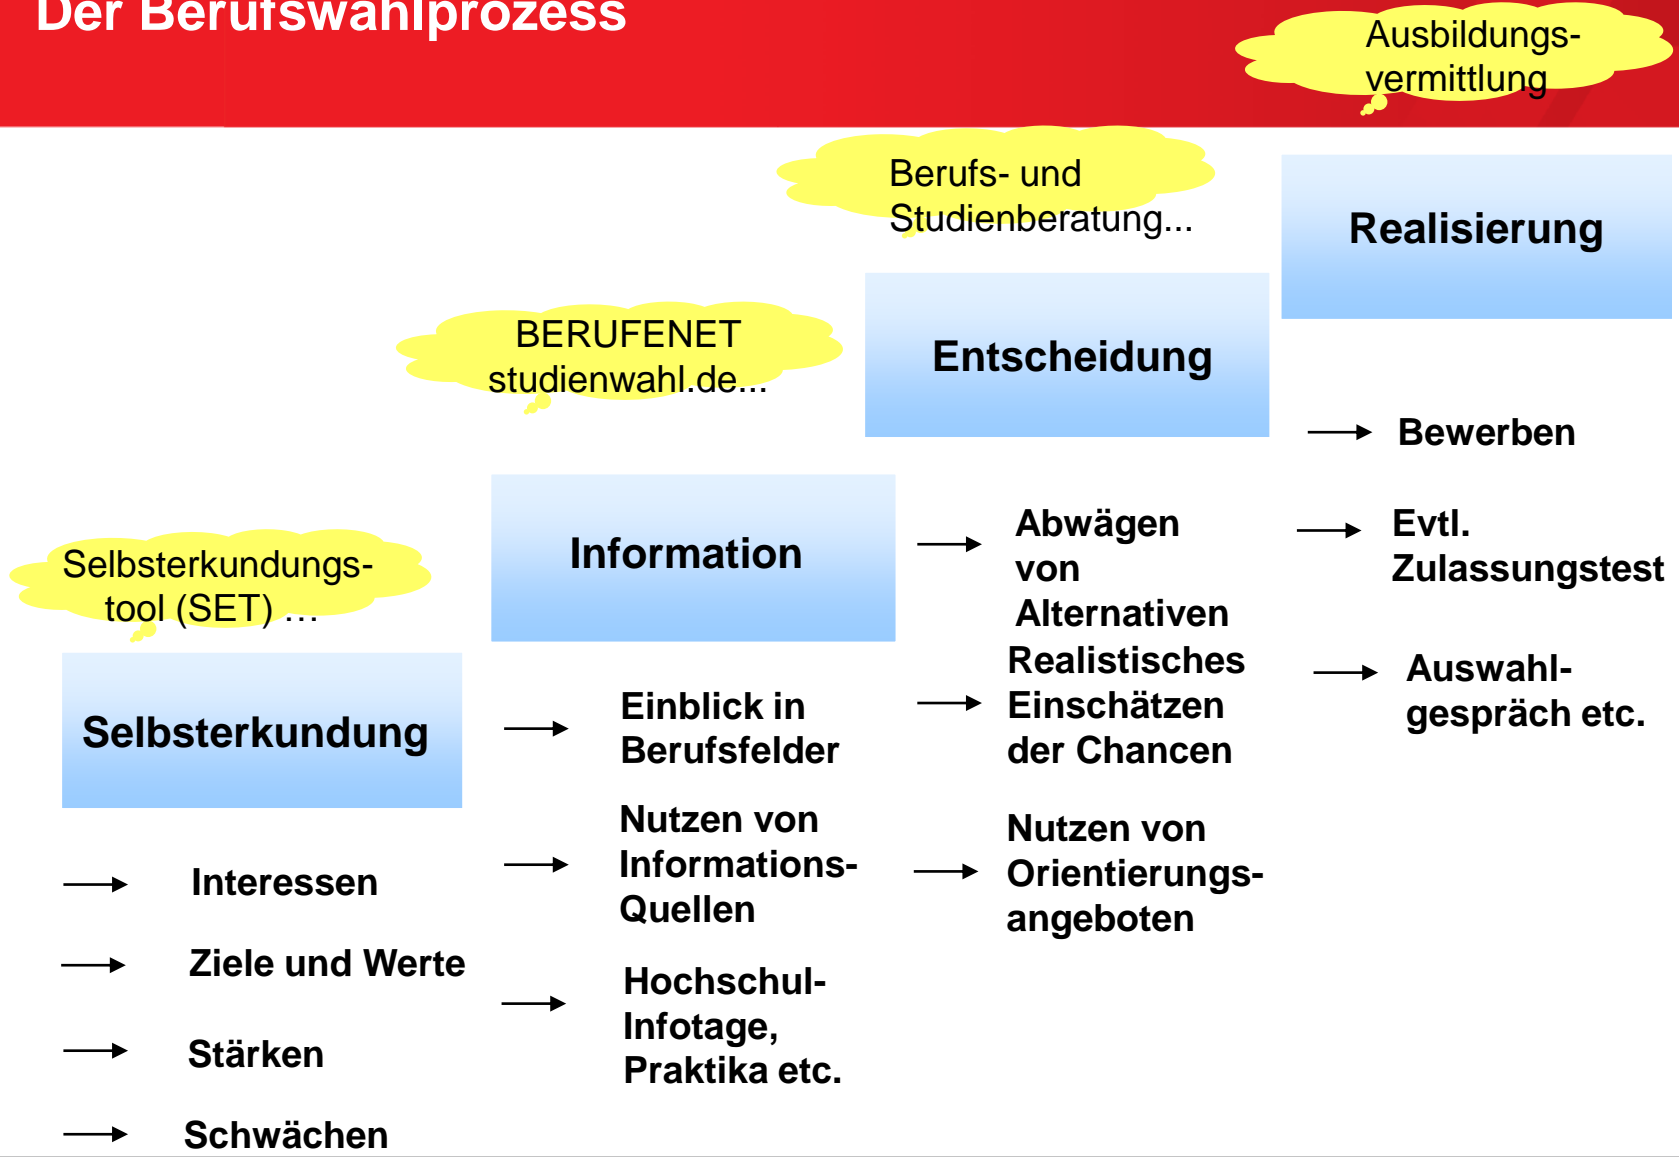 Der Berufswahlprozess
Ausbildungs-
vermittlung
Berufs- und
Studienberatung...
Realisierung
BERUFENET
studienwahl.de...
Entscheidung
Selbsterkundungs-
tool (SET) …
Information
Selbsterkundung
Interessen
Ziele und Werte
Stärken
Schwächen
Einblick in
Berufsfelder
Nutzen von
Informations-
Quellen
Hochschul-
Infotage,
Praktika etc.
Abwägen
von
Alternativen
Realistisches
Einschätzen
der Chancen
Nutzen von
Orientierungs-
angeboten
Bewerben
Evtl.
Zulassungstest
Auswahl-
gespräch etc.